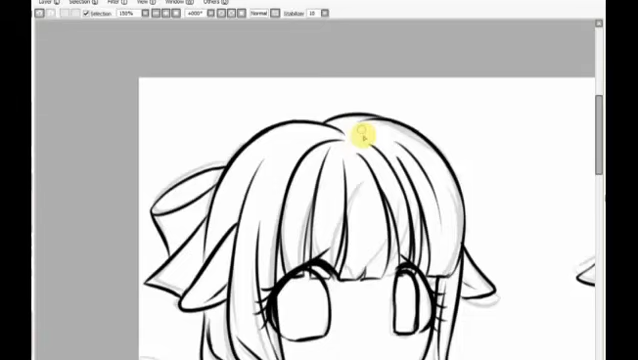 Layer Selection Filter View Window Others
Selection 150% +000° Normal Stabilizer 10